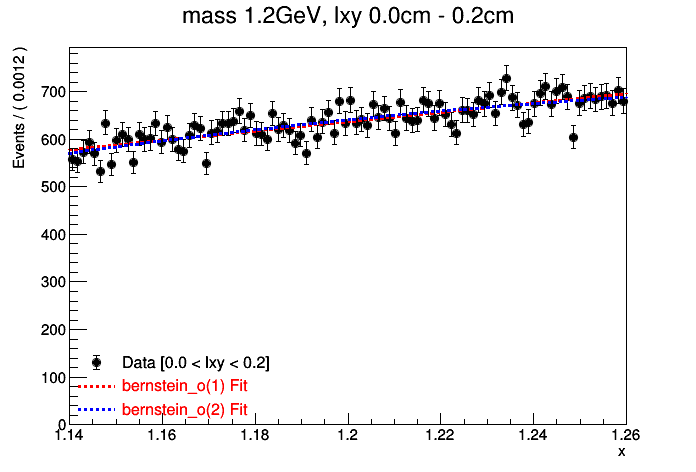 mass 1.2GeV, lxy 0.0cm - 0.2cm
Events / ( 0.0012 )
700
600
500
400
300
200
100
0
Data [0.0 < lxy < 0.2]
bernstein_o(1) Fit
bernstein_o(2) Fit
1.14 1.16 1.18 1.2 1.22 1.24 1.26
x